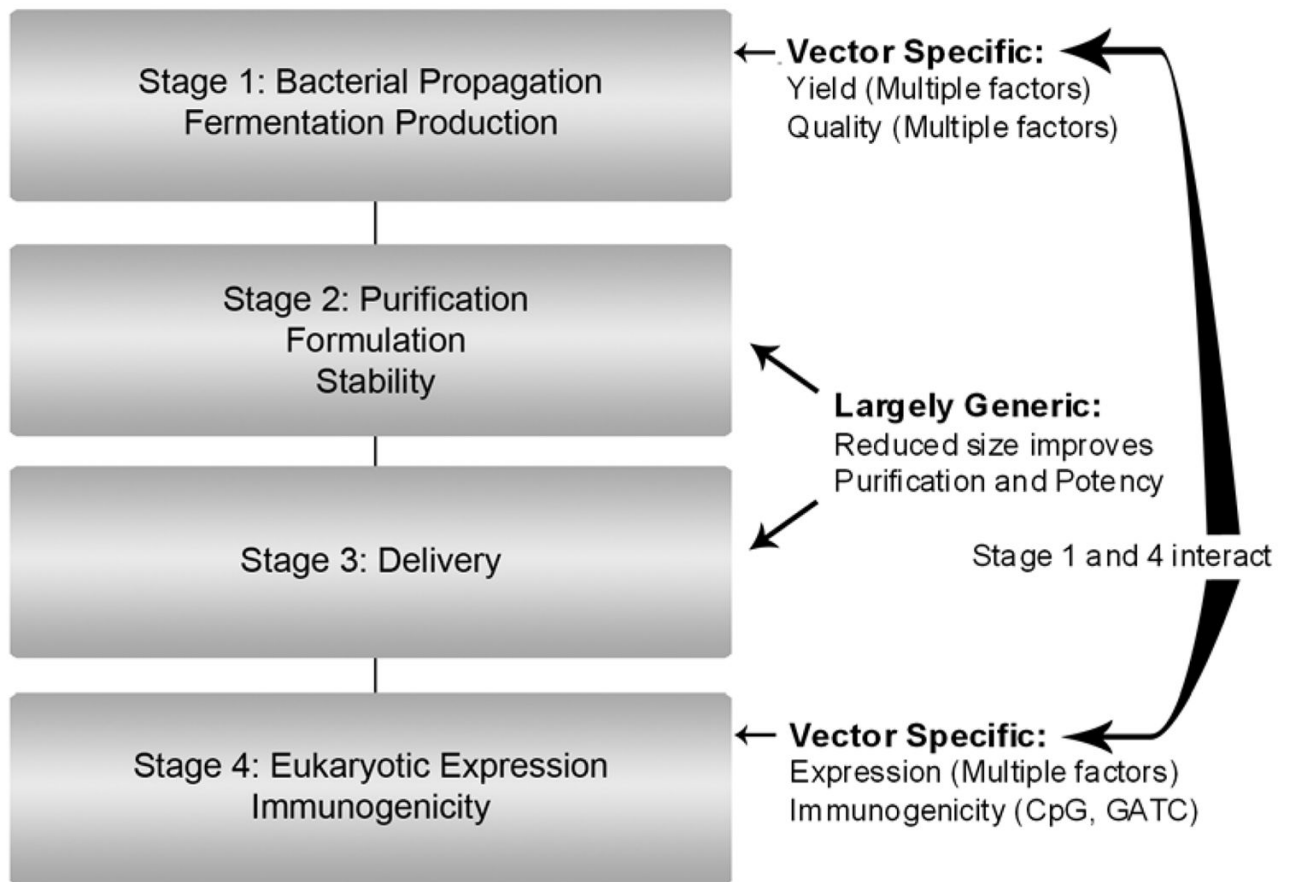 Stage 1: Bacterial Propagation
Fermentation Production
Vector Specific:
Yield (Multiple factors)
Quality (Multiple factors)
Stage 2: Purification
Formulation
Stability
Largely Generic:
Reduced size improves
Purification and Potency
Stage 3: Delivery
Stage 1 and 4 interact
Stage 4: Eukaryotic Expression
Immunogenicity
Vector Specific:
Expression (Multiple factors)
Immunogenicity (CpG, GATC)